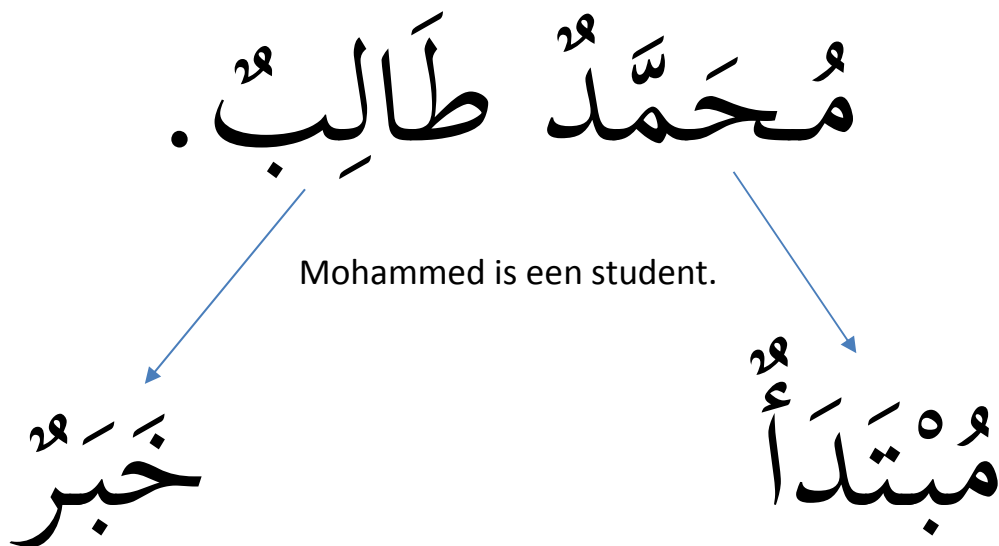 مُحَمَّدٌ طَالِبٌ.
Mohammed is een student.
مُبْتَدَأٌ
خَبَرٌ